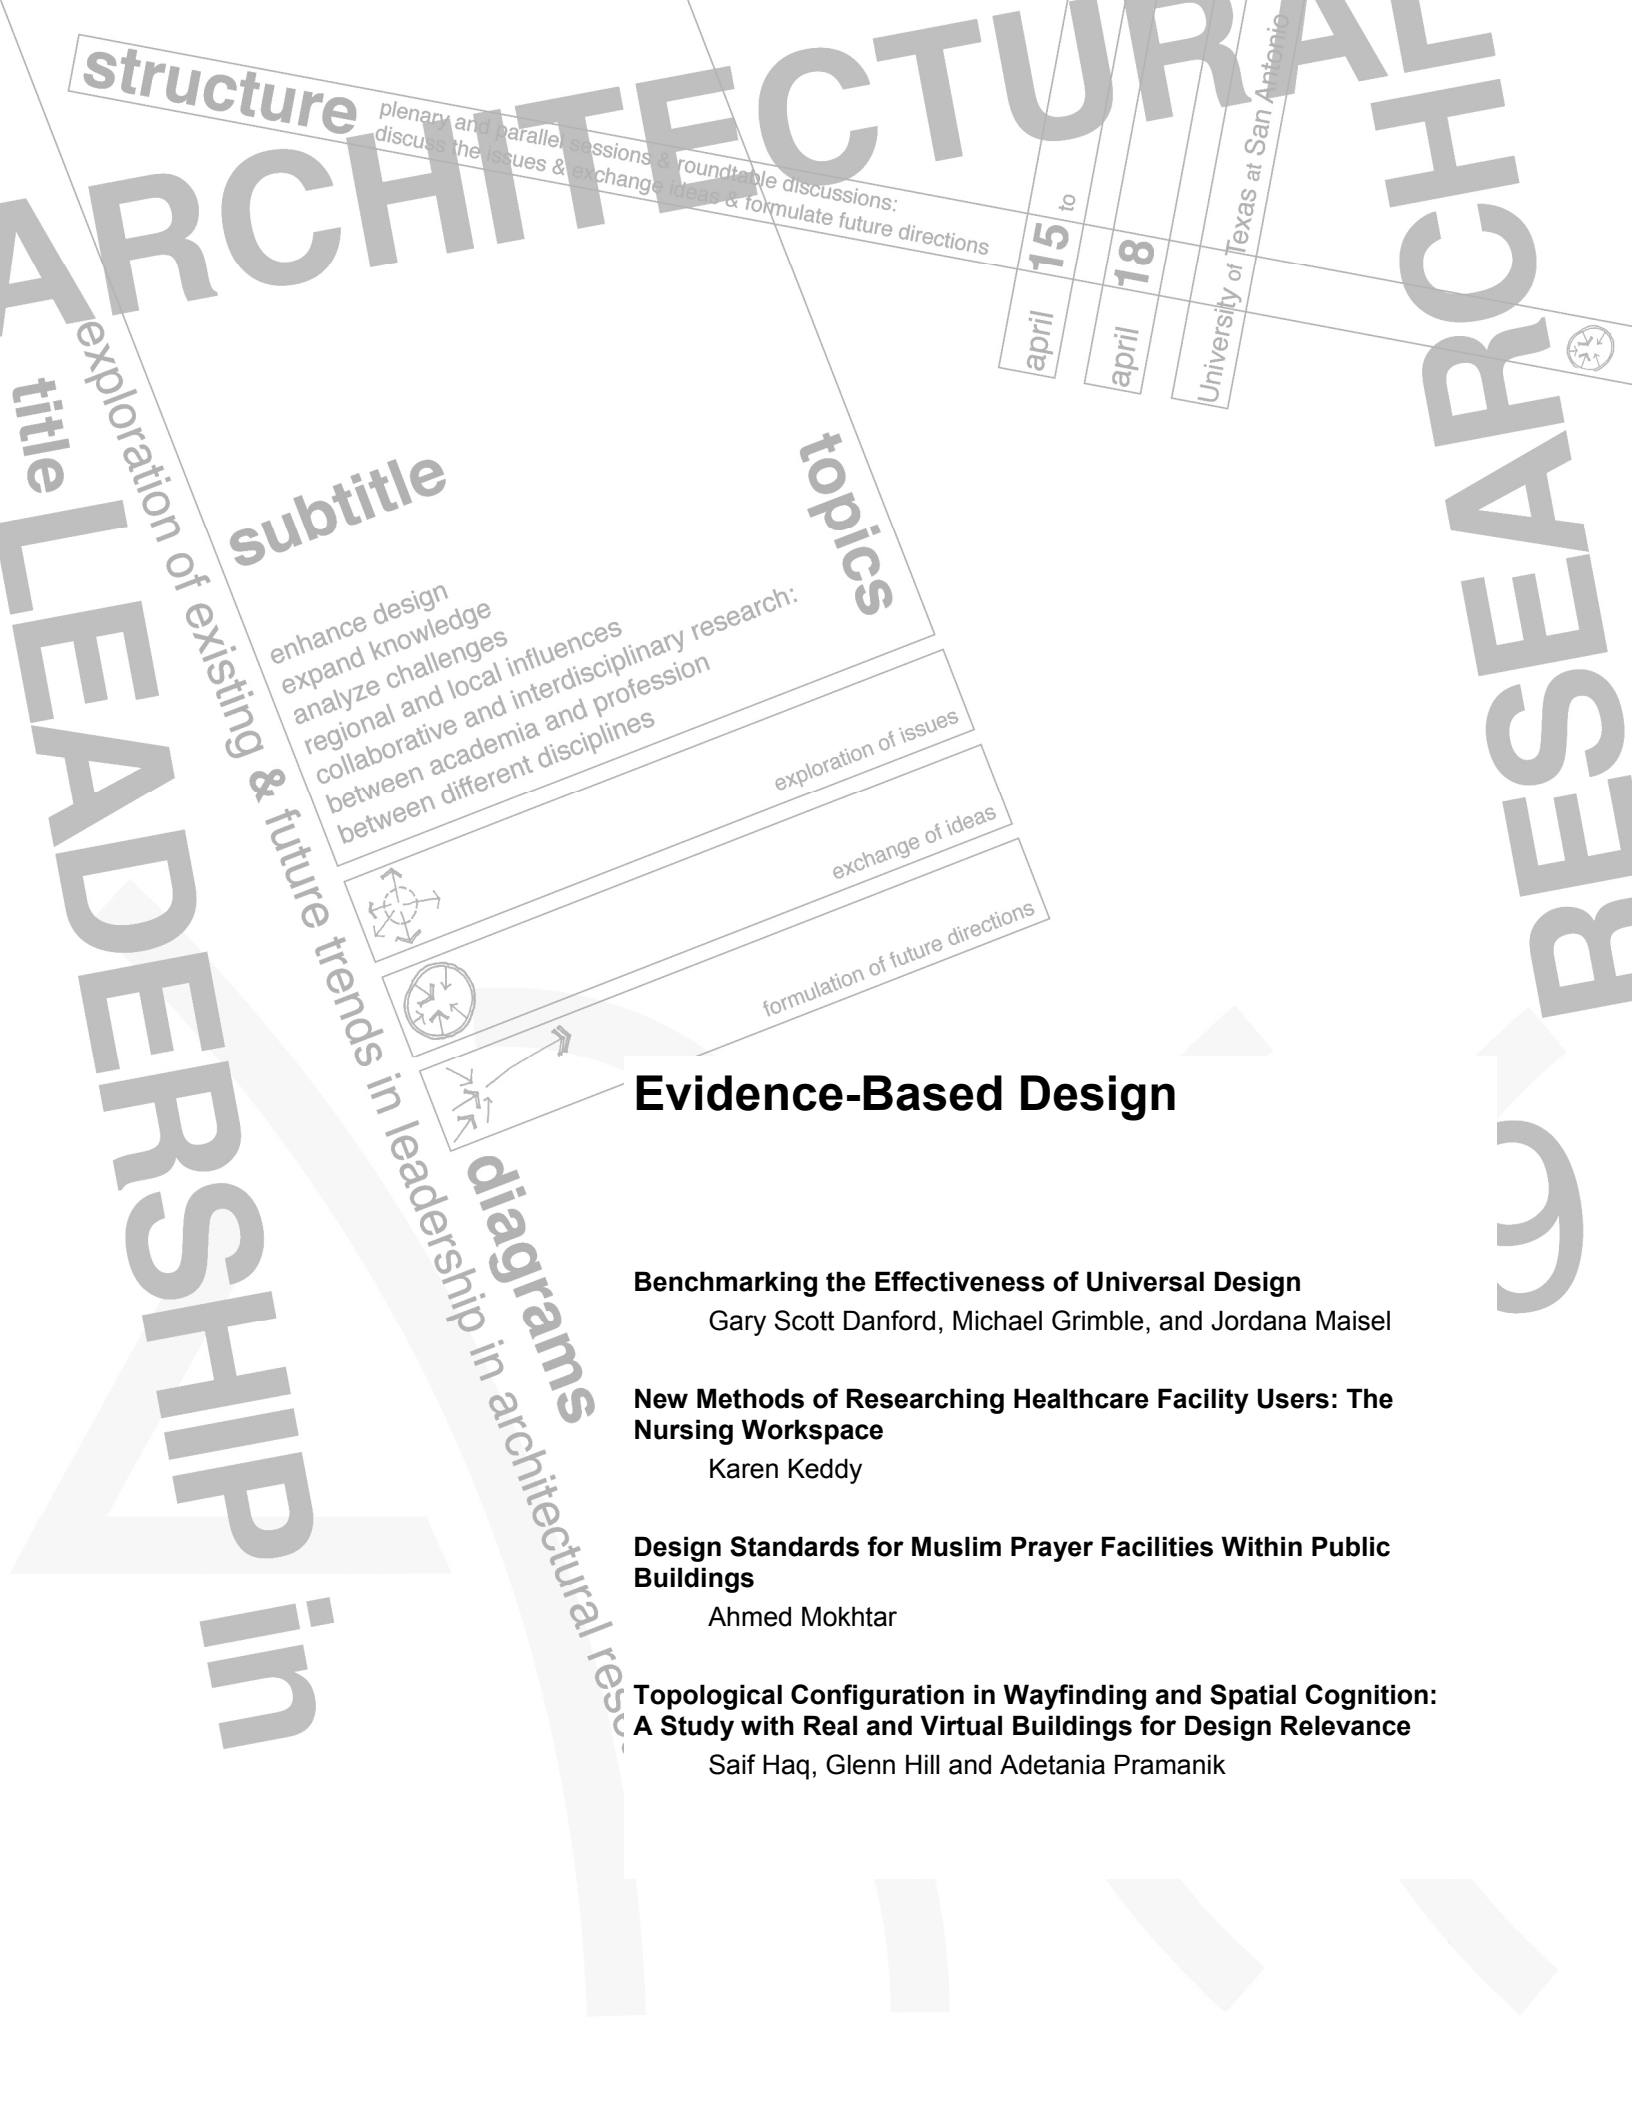 ARCHITECTURAL
structure
plenary and parallel sessions & roundtable discussions:
discuss the issues & exchange ideas & formulate future directions
april 15 to
april 18
University of Texas at San Antonio
RESEARCH
title
LEADERSHIP in
exploration of existing & future trends in leadership in architectural
subtitle
topics
enhance design
expand knowledge
analyze challenges
regional and local influences
collaborative and interdisciplinary research:
between academia and profession
between different disciplines
exploration of issues
exchange of ideas
formulation of future directions
diagrams
9
Evidence-Based Design
Benchmarking the Effectiveness of Universal Design
Gary Scott Danford, Michael Grimble, and Jordana Maisel
New Methods of Researching Healthcare Facility Users: The
Nursing Workspace
Karen Keddy
Design Standards for Muslim Prayer Facilities Within Public
Buildings
Ahmed Mokhtar
Topological Configuration in Wayfinding and Spatial Cognition:
A Study with Real and Virtual Buildings for Design Relevance
Saif Haq, Glenn Hill and Adetania Pramanik